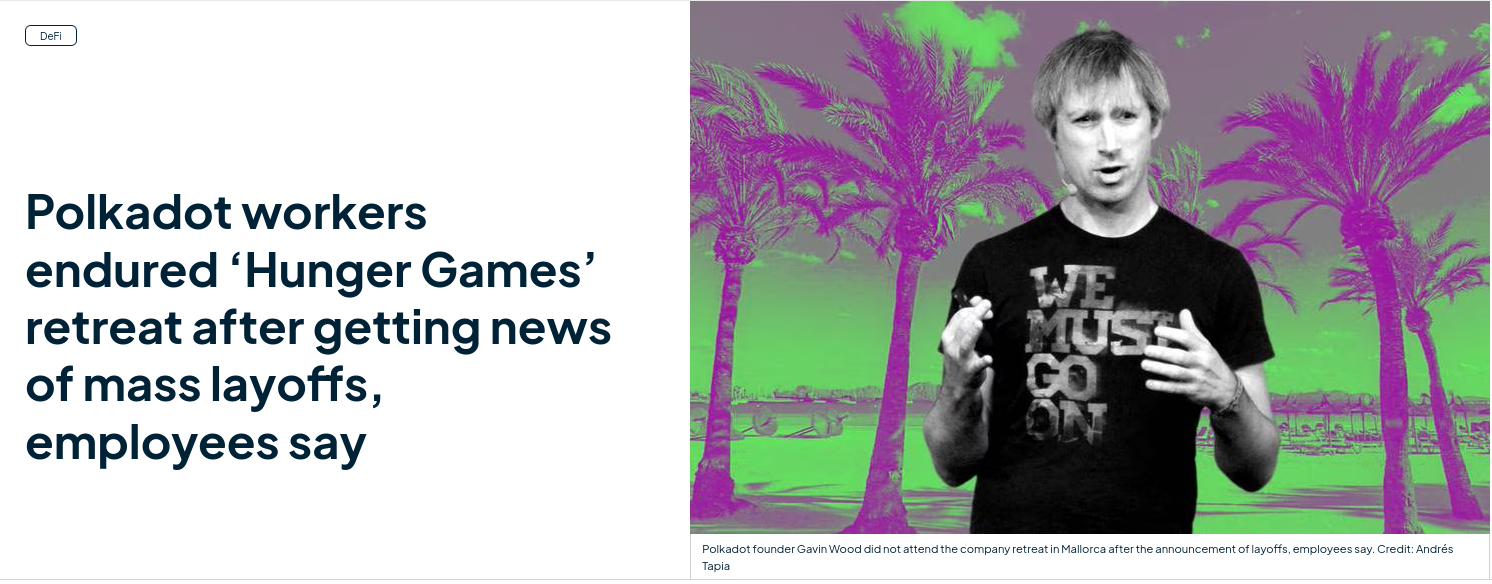 DeFi
Polkadot workers
endured ‘Hunger Games’
retreat after getting news
of mass layoffs,
employees say
WE
MUST
GO
ON
Polkadot founder Gavin Wood did not attend the company retreat in Mallorca after the announcement of layoffs, employees say. Credit: Andrés
Tapia